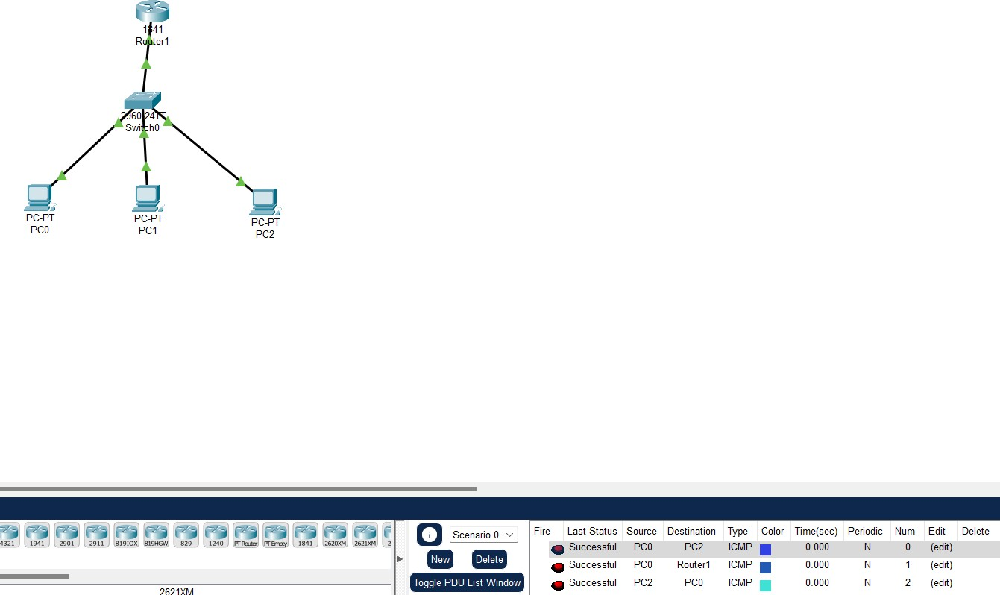 1841
Router1
2960-24TT
Switch0
PC-PT
PC0
PC-PT
PC1
PC-PT
PC2
4321 1941 2901 2911 819IOX 819HGW 829 1240 PT-Router PT-Empty 1841 2620XM 2621XM
2621XM
Scenario 0
New Delete
Toggle PDU List Window
Fire Last Status Source Destination Type Color Time(sec) Periodic Num Edit Delete
Successful PC0 PC2 ICMP 0.000 N 0 (edit)
Successful PC0 Router1 ICMP 0.000 N 1 (edit)
Successful PC2 PC0 ICMP 0.000 N 2 (edit)